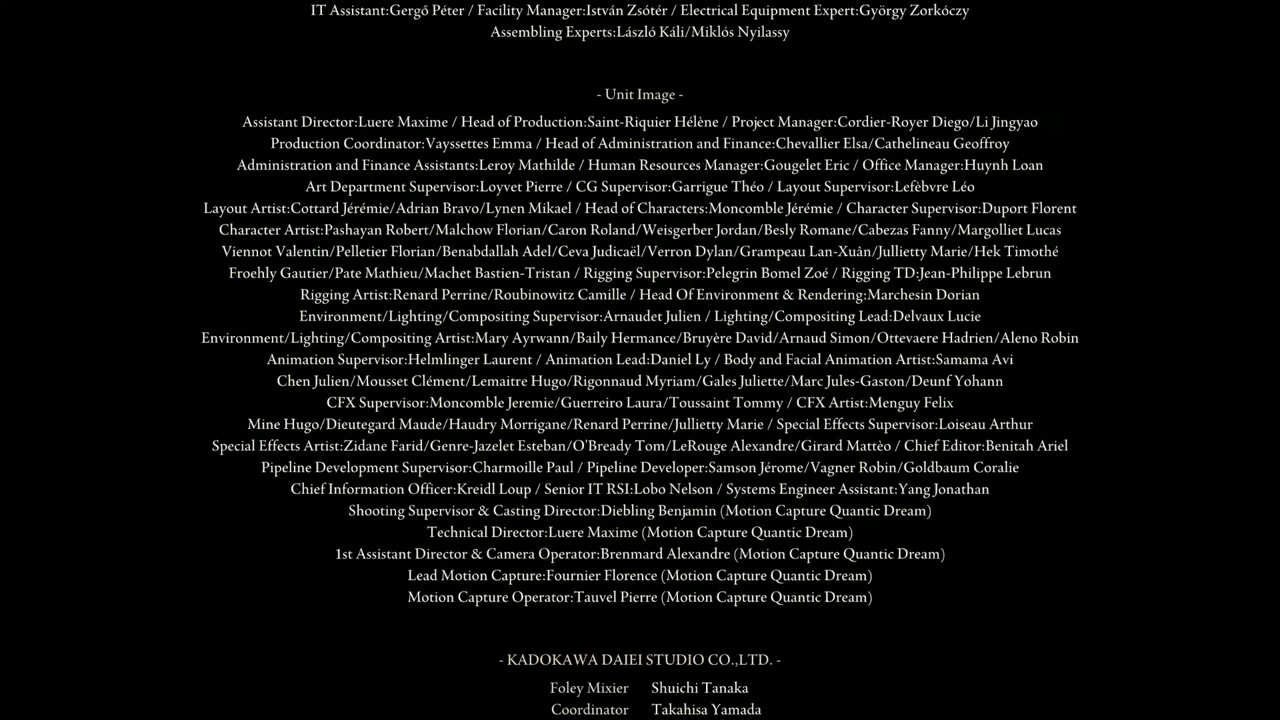 IT Assistant:Gergő Péter / Facility Manager:István Zsótér / Electrical Equipment Expert:György Zorkóczy
Assembling Experts:László Káli/Miklós Nyilassy
- Unit Image -
Assistant Director:Luere Maxime / Head of Production:Saint-Riquier Hélène / Project Manager:Cordier-Royer Diego/Li Jingyao
Production Coordinator:Vayssettes Emma / Head of Administration and Finance:Chevallier Elsa/Cathelineau Geoffroy
Administration and Finance Assistants:Leroy Mathilde / Human Resources Manager:Gougelet Eric / Office Manager:Huynh Loan
Art Department Supervisor:Loyvet Pierre / CG Supervisor:Garrigue Théo / Layout Supervisor:Lefèbvre Léo
Layout Artist:Cottard Jérémie/Adrian Bravo/Lynen Mikael / Head of Characters:Moncomble Jérémie / Character Supervisor:Duport Florent
Character Artist:Pashayan Robert/Malchow Florian/Caron Roland/Weisgerber Jordan/Besly Romane/Cabezas Fanny/Margolliet Lucas
Viennot Valentin/Pelletier Florian/Benabdallah Adel/Ceva Judicaël/Verron Dylan/Grampeau Lan-Xuân/Jullietty Marie/Hek Timothé
Froehly Gautier/Pate Mathieu/Machet Bastien-Tristan / Rigging Supervisor:Pelegrin Bomel Zoé / Rigging TD:Jean-Philippe Lebrun
Rigging Artist:Renard Perrine/Roubinowitz Camille / Head Of Environment & Rendering:Marchesin Dorian
Environment/Lighting/Compositing Supervisor:Arnaudet Julien / Lighting/Compositing Lead:Delvaux Lucie
Environment/Lighting/Compositing Artist:Mary Ayrwann/Baily Hermance/Bruyère David/Arnaud Simon/Ottevaere Hadrien/Aleno Robin
Animation Supervisor:Helmlinger Laurent / Animation Lead:Daniel Ly / Body and Facial Animation Artist:Samama Avi
Chen Julien/Mousset Clément/Lemaitre Hugo/Rigonnaud Myriam/Gales Juliette/Marc Jules-Gaston/Deunf Yohann
CFX Supervisor:Moncomble Jeremie/Guerreiro Laura/Toussaint Tommy / CFX Artist:Menguy Felix
Mine Hugo/Dieutegard Maude/Haudry Morrigane/Renard Perrine/Jullietty Marie / Special Effects Supervisor:Loiseau Arthur
Special Effects Artist:Zidane Farid/Genre-Jazelet Esteban/O'Bready Tom/LeRouge Alexandre/Girard Mattèo / Chief Editor:Benitah Ariel
Pipeline Development Supervisor:Charmoille Paul / Pipeline Developer:Samson Jérome/Vagner Robin/Goldbaum Coralie
Chief Information Officer:Kreidl Loup / Senior IT RSI:Lobo Nelson / Systems Engineer Assistant:Yang Jonathan
Shooting Supervisor & Casting Director:Diebling Benjamin (Motion Capture Quantic Dream)
Technical Director:Luere Maxime (Motion Capture Quantic Dream)
1st Assistant Director & Camera Operator:Brenmard Alexandre (Motion Capture Quantic Dream)
Lead Motion Capture:Fournier Florence (Motion Capture Quantic Dream)
Motion Capture Operator:Tauvel Pierre (Motion Capture Quantic Dream)
- KADOKAWA DAIEI STUDIO CO.,LTD. -
Foley Mixier Shuichi Tanaka
Coordinator Takahisa Yamada